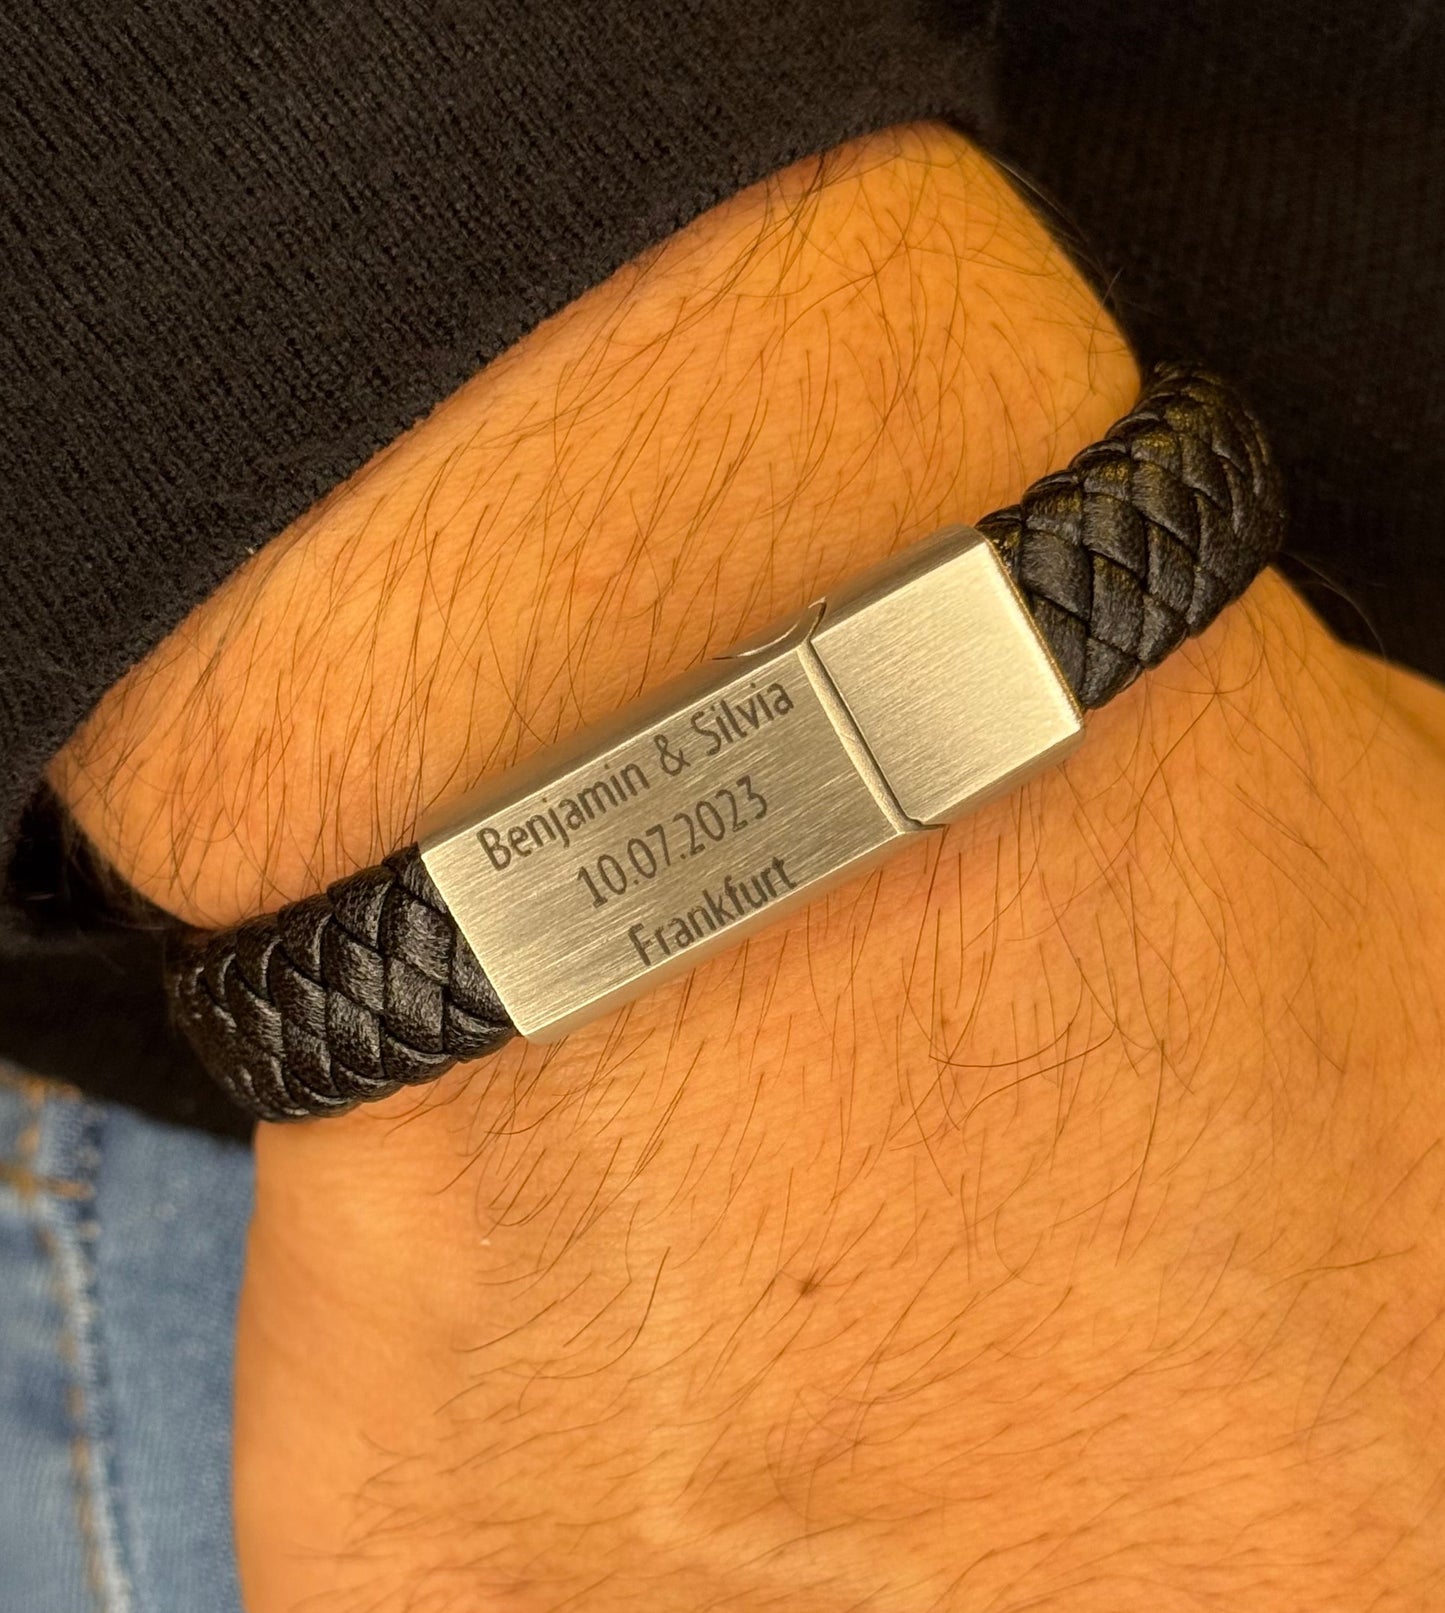 Benjamin & Silvia
10.07.2023
Frankfurt